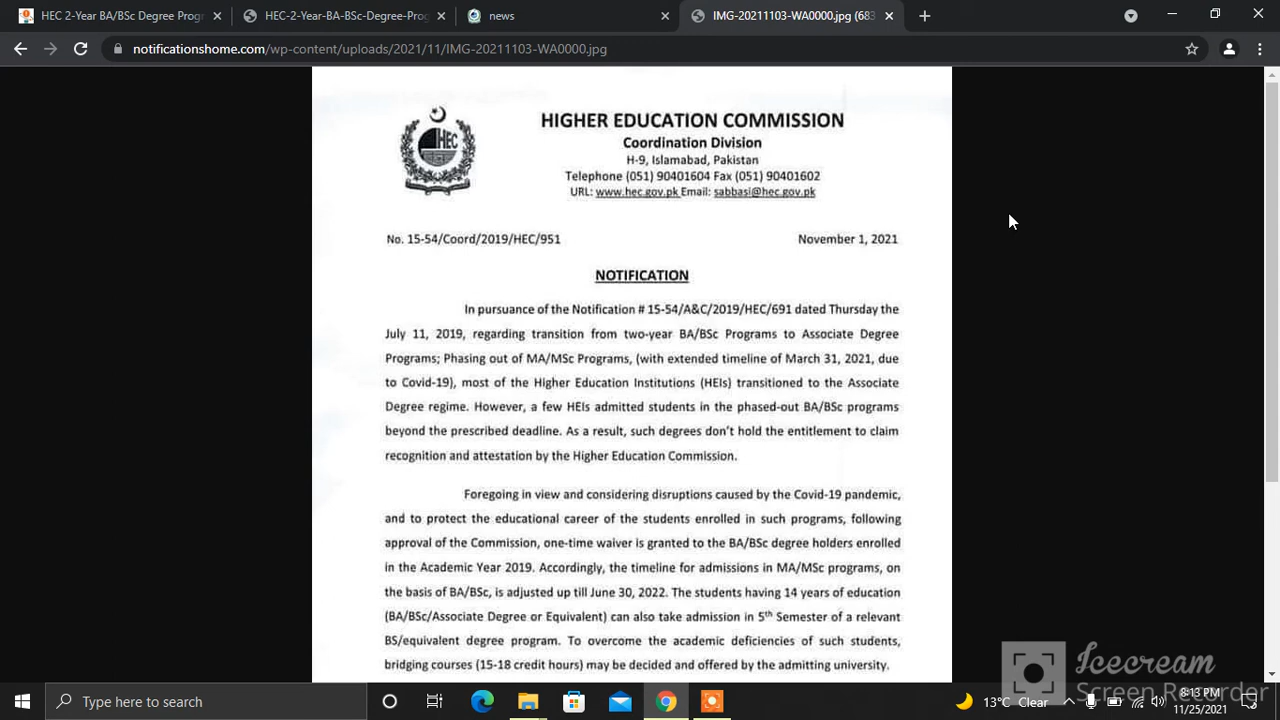 HEC 2 Year BA/BSc Degree Prog
HEC-2-Year-BA-BSc-Degree-Pro
news
IMG-20211103-WA0000.jpg (683
notificationshome.com/wp-content/uploads/2021/11/IMG-20211103-WA0000.jpg
HEC
HIGHER EDUCATION COMMISSION
Coordination Division
H-9, Islamabad, Pakistan
Telephone (051) 90401604 Fax (051) 90401602
URL: www.hec.gov.pk Email: sabbasi@hec.gov.pk
No. 15-54/Coord/2019/HEC/951
November 1, 2021
NOTIFICATION
In pursuance of the Notification # 15-54/A&C/2019/HEC/691 dated Thursday the
July 11, 2019, regarding transition from two-year BA/BSc Programs to Associate Degree
Programs; Phasing out of MA/MSc Programs, (with extended timeline of March 31, 2021, due
to Covid-19), most of the Higher Education Institutions (HEIs) transitioned to the Associate
Degree regime. However, a few HEIs admitted students in the phased-out BA/BSc programs
beyond the prescribed deadline. As a result, such degrees don't hold the entitlement to claim
recognition and attestation by the Higher Education Commission.
Foregoing in view and considering disruptions caused by the Covid-19 pandemic,
and to protect the educational career of the students enrolled in such programs, following
approval of the Commission, one-time waiver is granted to the BA/BSc degree holders enrolled
in the Academic Year 2019. Accordingly, the timeline for admissions in MA/MSc programs, on
the basis of BA/BSc, is adjusted up till June 30, 2022. The students having 14 years of education
(BA/BSc/Associate Degree or Equivalent) can also take admission in 5th Semester of a relevant
BS/equivalent degree program. To overcome the academic deficiencies of such students,
bridging courses (15-18 credit hours) may be decided and offered by the admitting university.
Icecream
Screen Recorder
Type here to search
13°C Clear
8:13 PM
11/25/2021